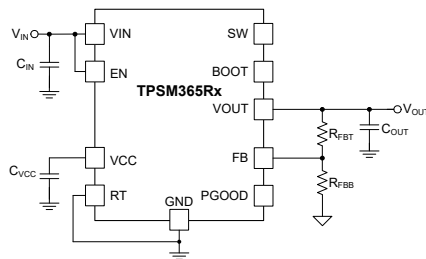 VIN
VIN
SW
CIN
EN
BOOT
TPSM365Rx
VOUT
VOUT
RFBT
COUT
VCC
FB
CVCC
RFBB
RT
PGOOD
GND